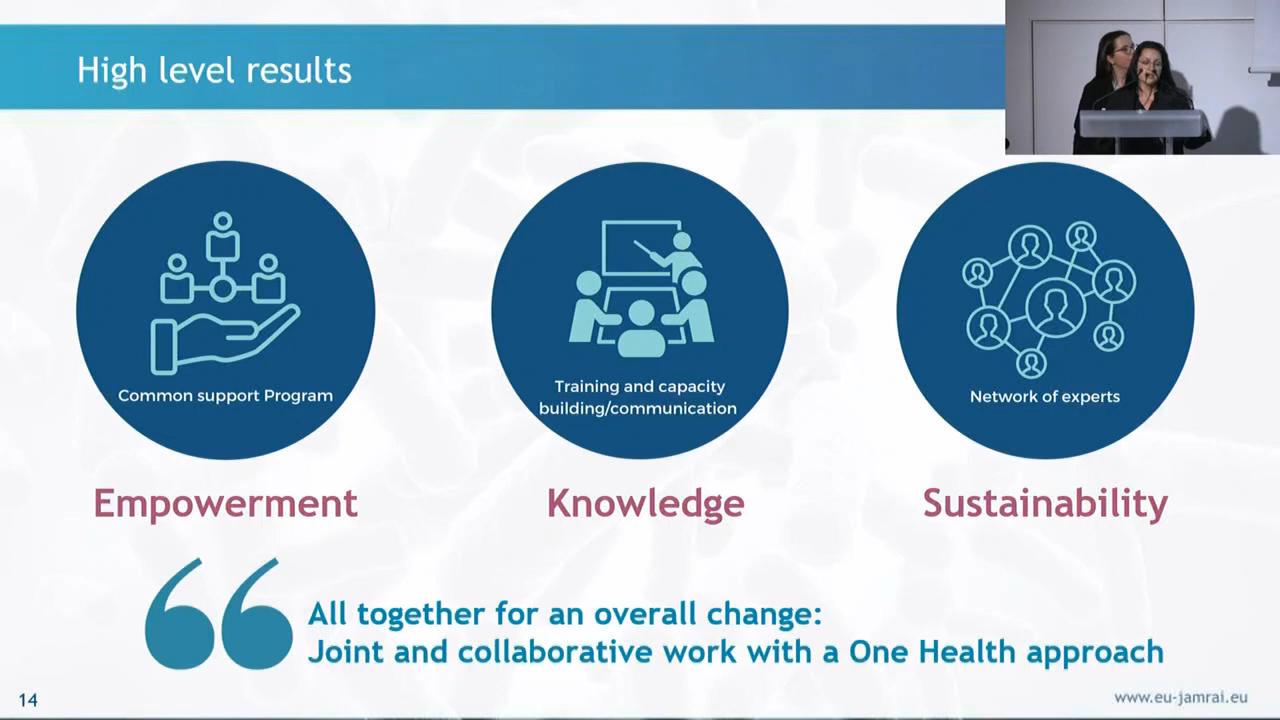 High level results
Common support Program
Training and capacity
building/communication
Network of experts
Empowerment
Knowledge
Sustainability
“
All together for an overall change:
Joint and collaborative work with a One Health approach
14
www.eu-jamrai.eu